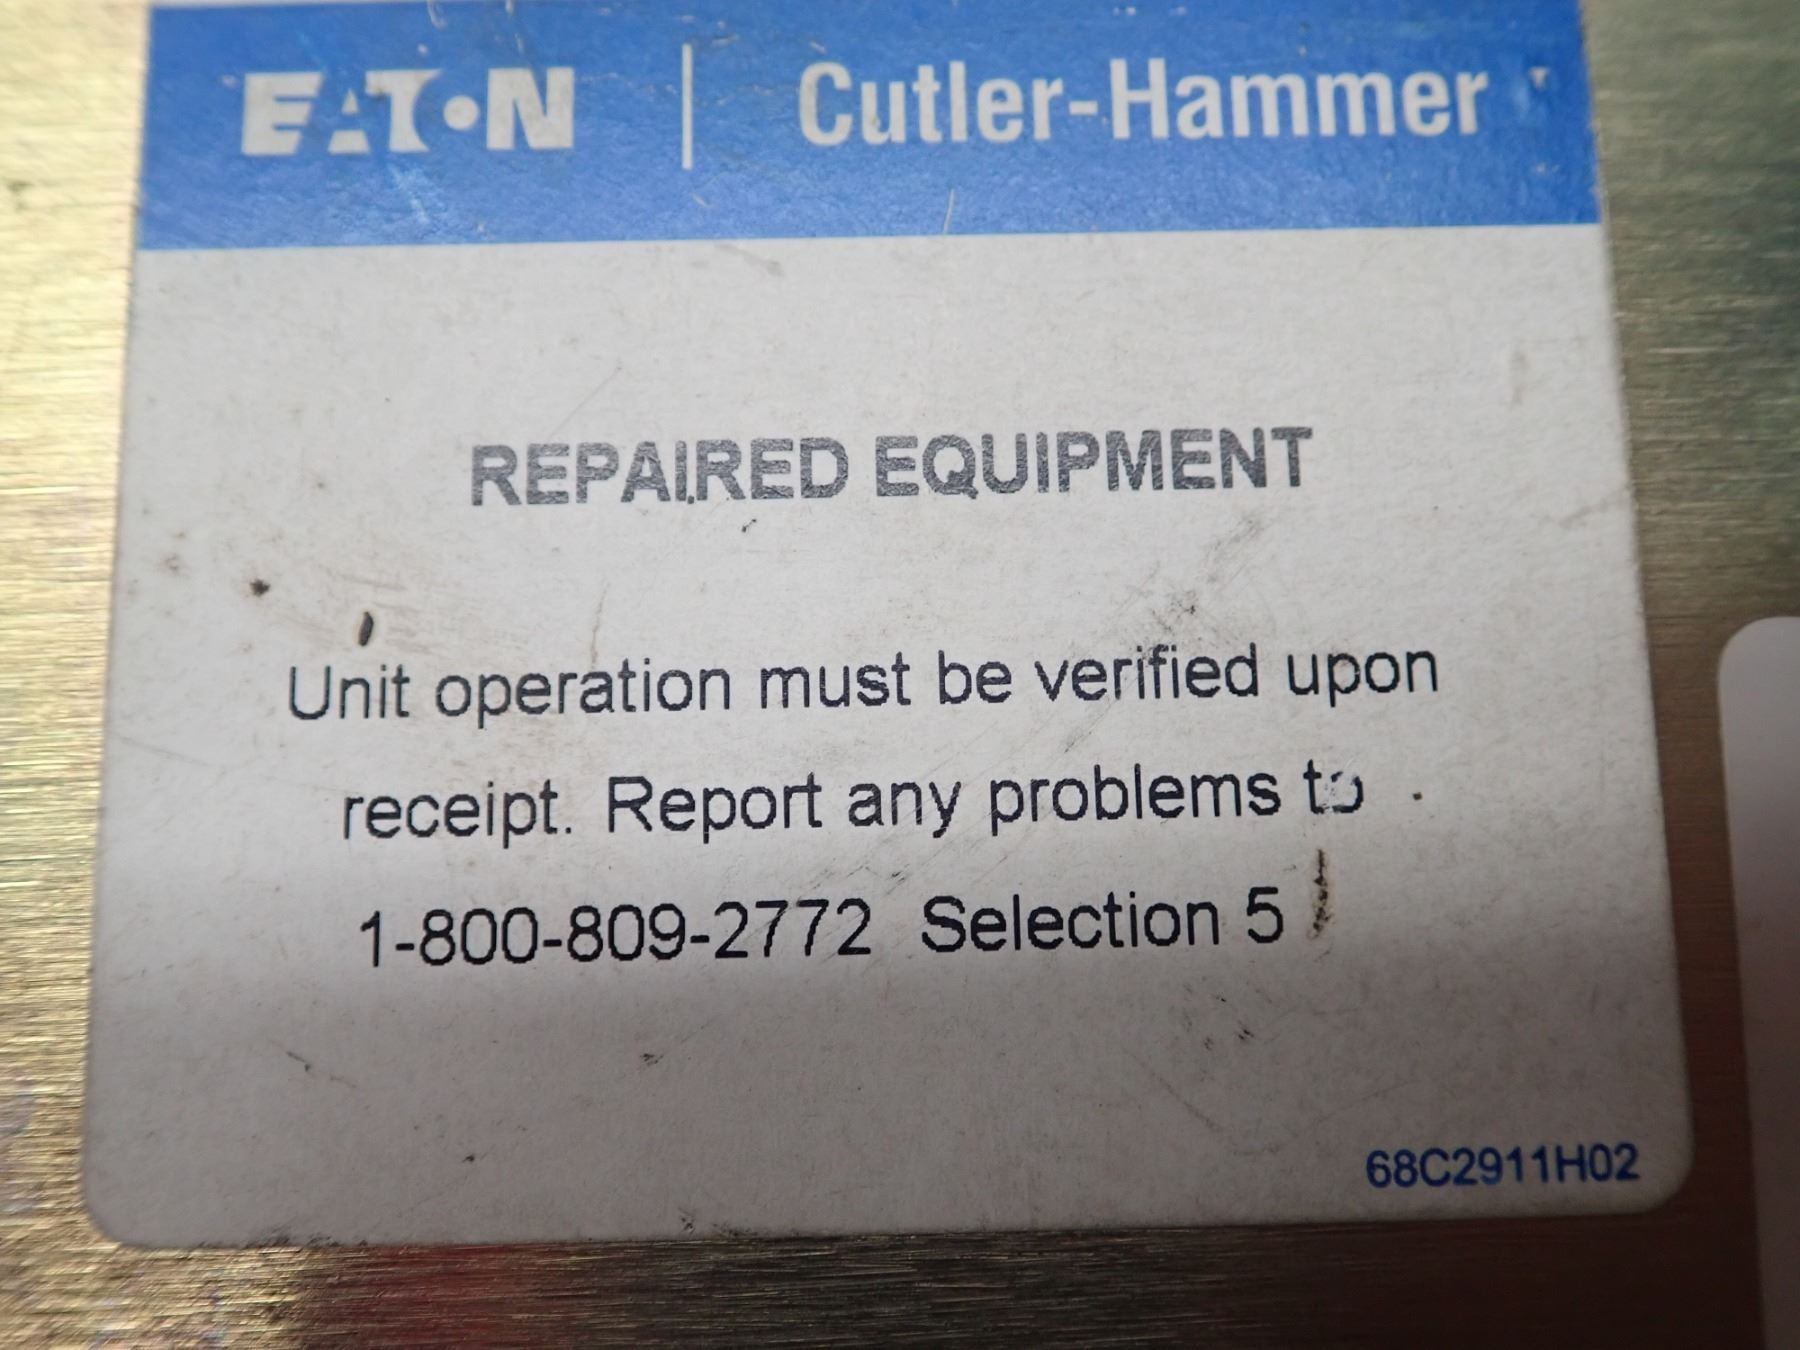 EATON | Cutler-Hammer
REPAIRED EQUIPMENT
Unit operation must be verified upon
receipt. Report any problems to
1-800-809-2772 Selection 5
68C2911H02